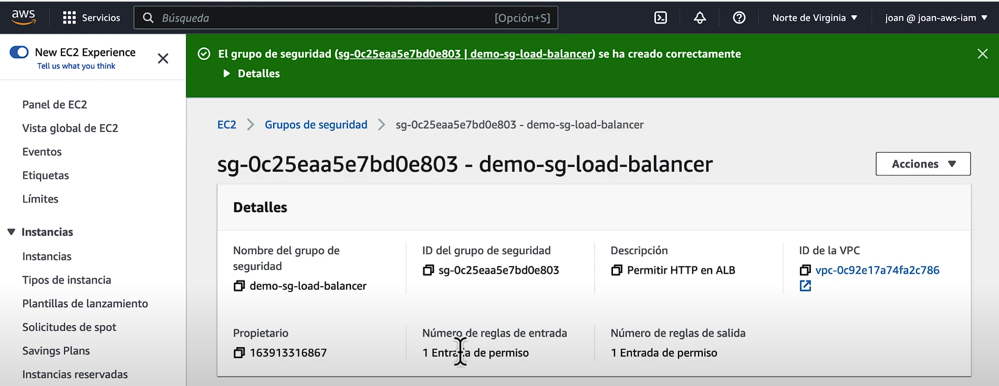 aws
Servicios
Búsqueda
[Opción+S]
Norte de Virginia
joan @ joan-aws-iam
New EC2 Experience
Tell us what you think
El grupo de seguridad (sg-0c25eaa5e7bd0e803 | demo-sg-load-balancer) se ha creado correctamente
Detalles
Panel de EC2
Vista global de EC2
Eventos
Etiquetas
Límites
Instancias
Instancias
Tipos de instancia
Plantillas de lanzamiento
Solicitudes de spot
Savings Plans
Instancias reservadas
EC2 > Grupos de seguridad > sg-0c25eaa5e7bd0e803 - demo-sg-load-balancer
sg-0c25eaa5e7bd0e803 - demo-sg-load-balancer
Acciones
Detalles
Nombre del grupo de
seguridad
demo-sg-load-balancer
ID del grupo de seguridad
sg-0c25eaa5e7bd0e803
Descripción
Permitir HTTP en ALB
ID de la VPC
vpc-0c92e17a74fa2c786
Propietario
163913316867
Número de reglas de entrada
1 Entrada de permiso
Número de reglas de salida
1 Entrada de permiso